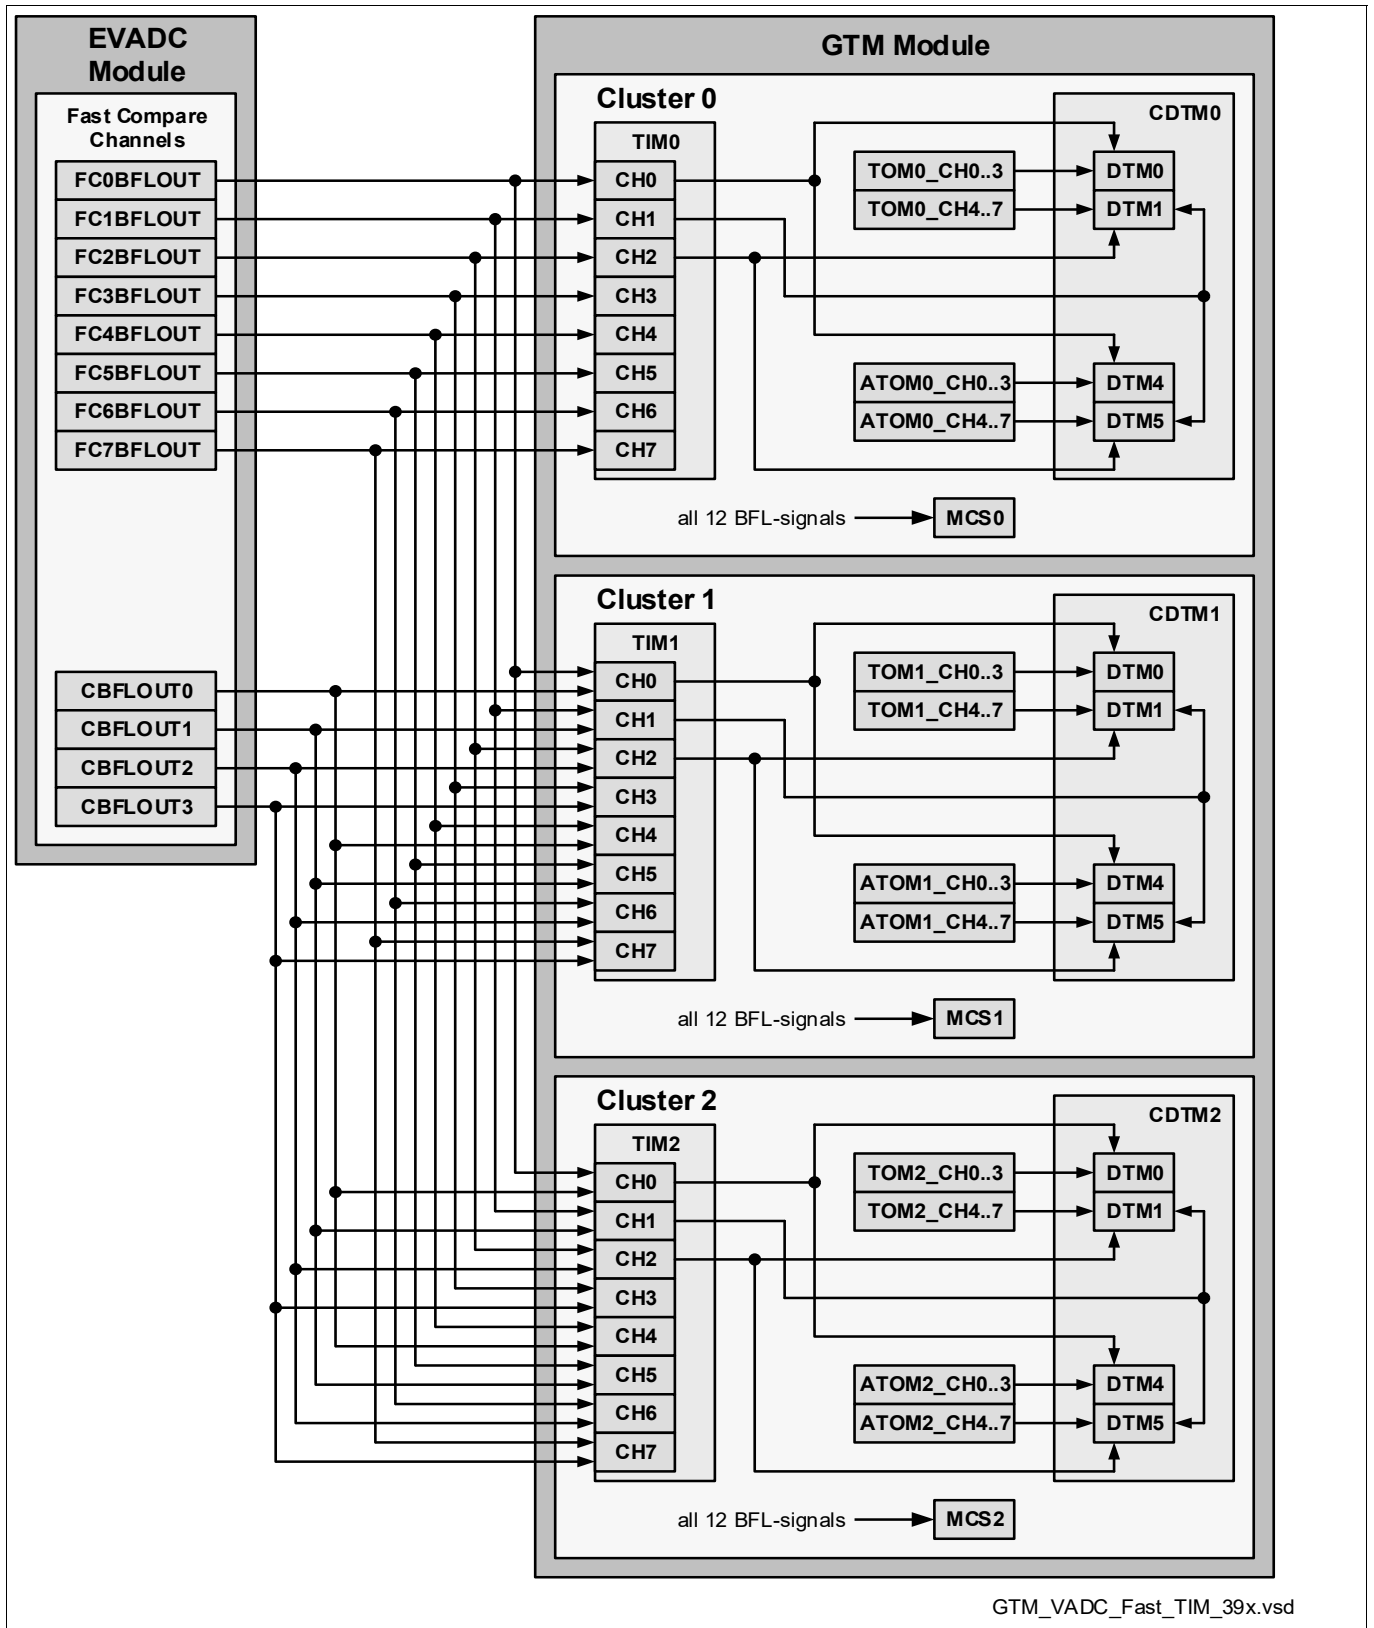 EVADC
Module
Fast Compare
Channels
FC0BFLOUT
FC1BFLOUT
FC2BFLOUT
FC3BFLOUT
FC4BFLOUT
FC5BFLOUT
FC6BFLOUT
FC7BFLOUT
CBFLOUT0
CBFLOUT1
CBFLOUT2
CBFLOUT3
GTM Module
Cluster 0
TIM0
CH0
CH1
CH2
CH3
CH4
CH5
CH6
CH7
CDTM0
TOM0_CH0..3
DTM0
TOM0_CH4..7
DTM1
ATOM0_CH0..3
DTM4
ATOM0_CH4..7
DTM5
all 12 BFL-signals
MCS0
Cluster 1
TIM1
CH0
CH1
CH2
CH3
CH4
CH5
CH6
CH7
CDTM1
TOM1_CH0..3
DTM0
TOM1_CH4..7
DTM1
ATOM1_CH0..3
DTM4
ATOM1_CH4..7
DTM5
all 12 BFL-signals
MCS1
Cluster 2
TIM2
CH0
CH1
CH2
CH3
CH4
CH5
CH6
CH7
CDTM2
TOM2_CH0..3
DTM0
TOM2_CH4..7
DTM1
ATOM2_CH0..3
DTM4
ATOM2_CH4..7
DTM5
all 12 BFL-signals
MCS2
GTM_VADC_Fast_TIM_39x.vsd